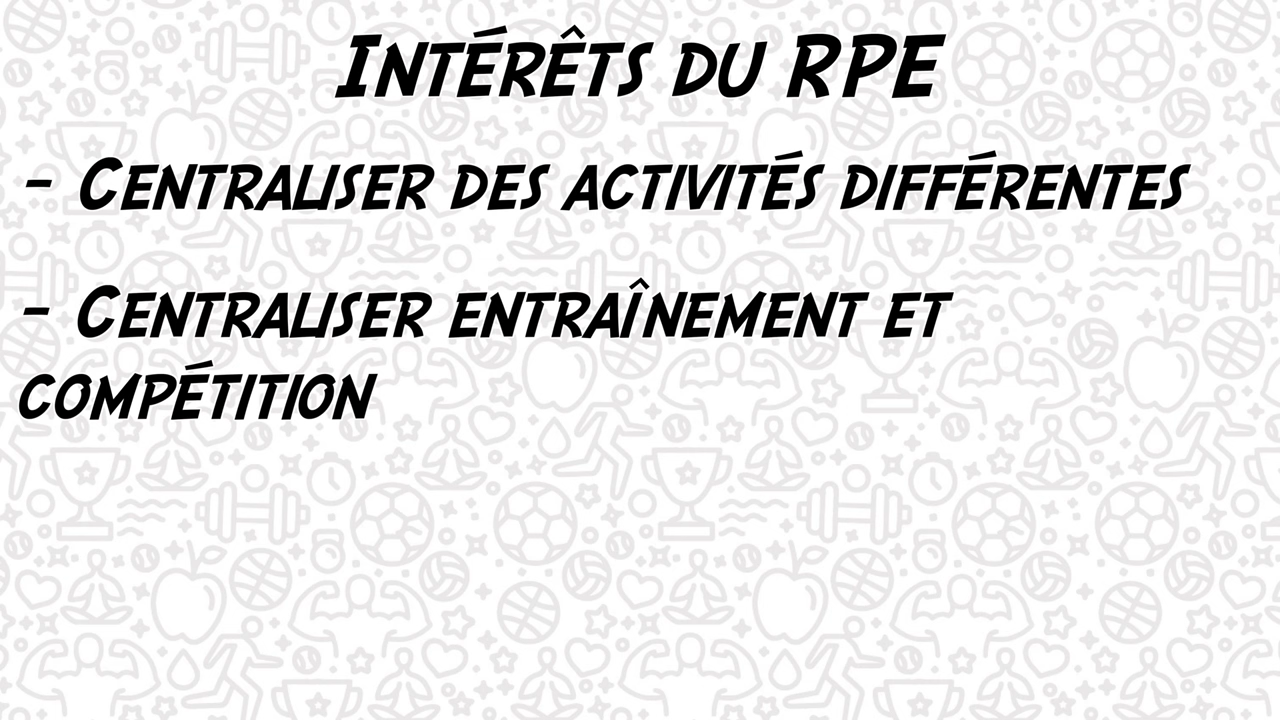 Intérêts du RPE
- Centraliser des activités différentes
- Centraliser entraînement et
compétition